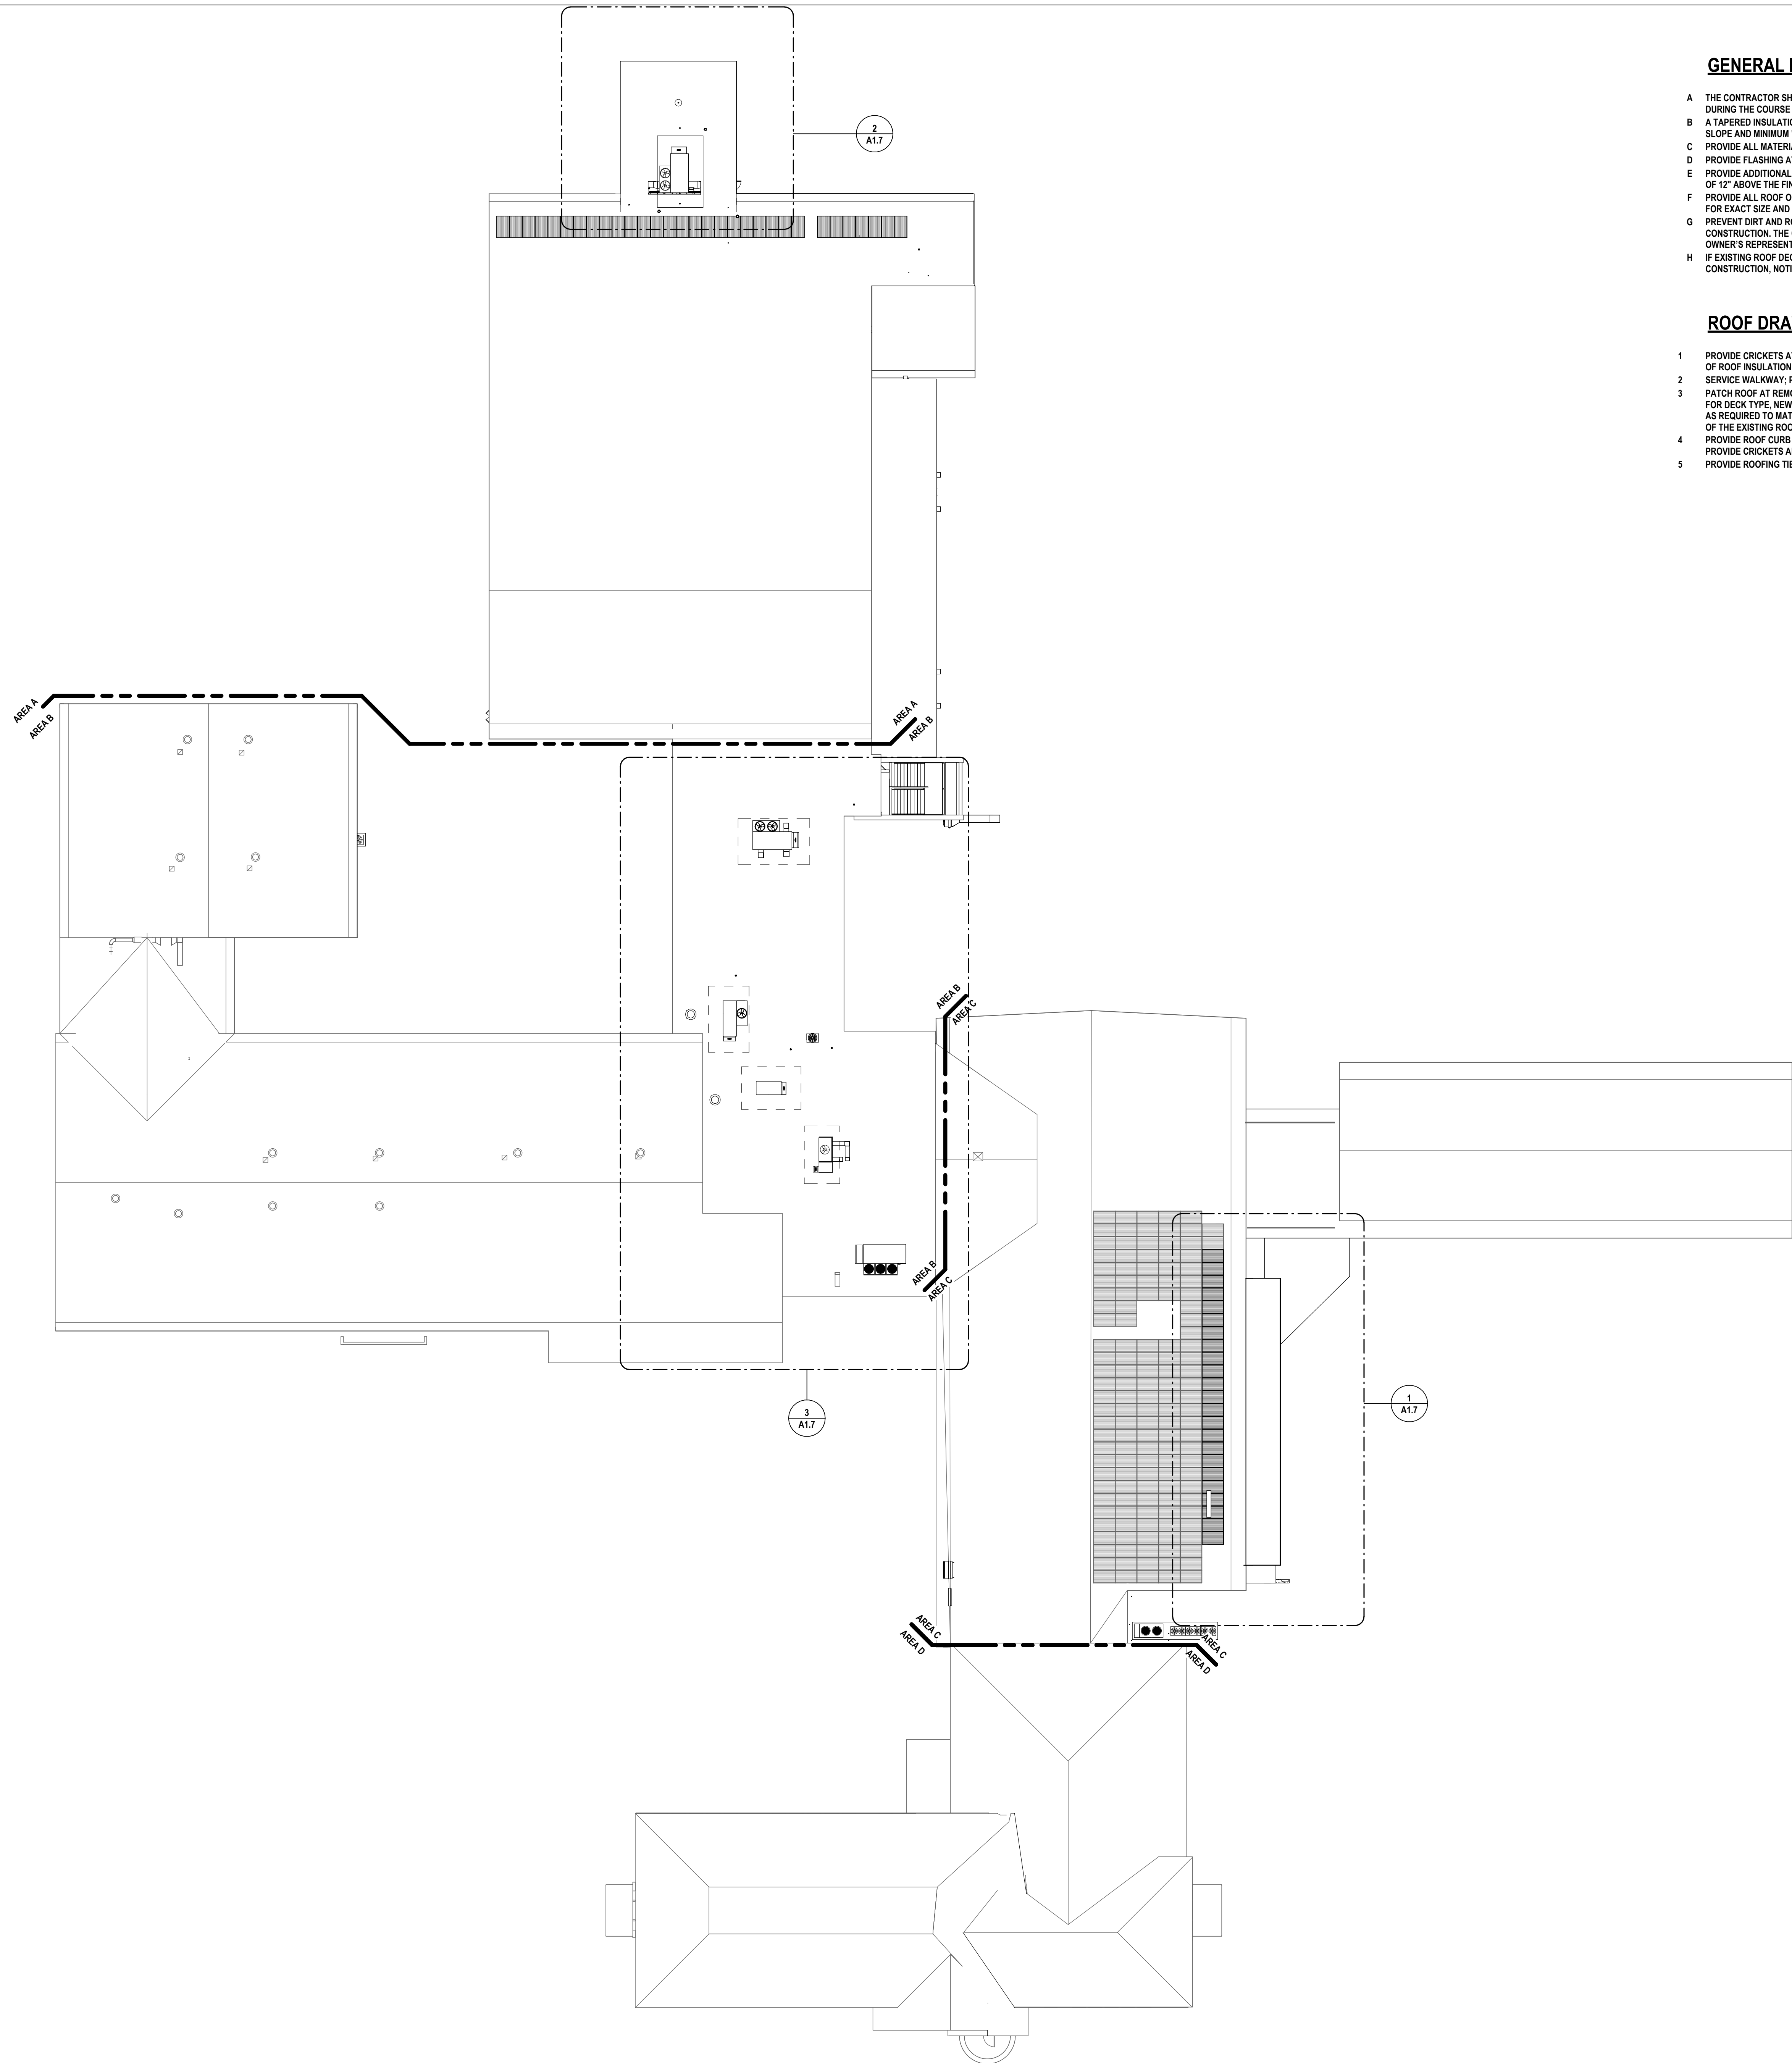 GENERAL
A THE CONTRACTOR SH
DURING THE COURSE
B A TAPERED INSULATIO
SLOPE AND MINIMUM
C PROVIDE ALL MATERIA
D PROVIDE FLASHING A
E PROVIDE ADDITIONAL
OF 12" ABOVE THE FIN
F PROVIDE ALL ROOF O
FOR EXACT SIZE AND
G PREVENT DIRT AND RO
CONSTRUCTION. THE
OWNER'S REPRESENT
H IF EXISTING ROOF DEC
CONSTRUCTION, NOTI
ROOF DRA
1 PROVIDE CRICKETS A
OF ROOF INSULATION
2 SERVICE WALKWAY;
3 PATCH ROOF AT REMO
FOR DECK TYPE, NEW
AS REQUIRED TO MAT
OF THE EXISTING ROO
4 PROVIDE ROOF CURB
PROVIDE CRICKETS A
5 PROVIDE ROOFING TIE
2
A1.7
AREA A
AREA B
AREA A
AREA B
AREA B
AREA C
AREA B
AREA C
3
A1.7
1
A1.7
AREA C
AREA D
AREA C
AREA D